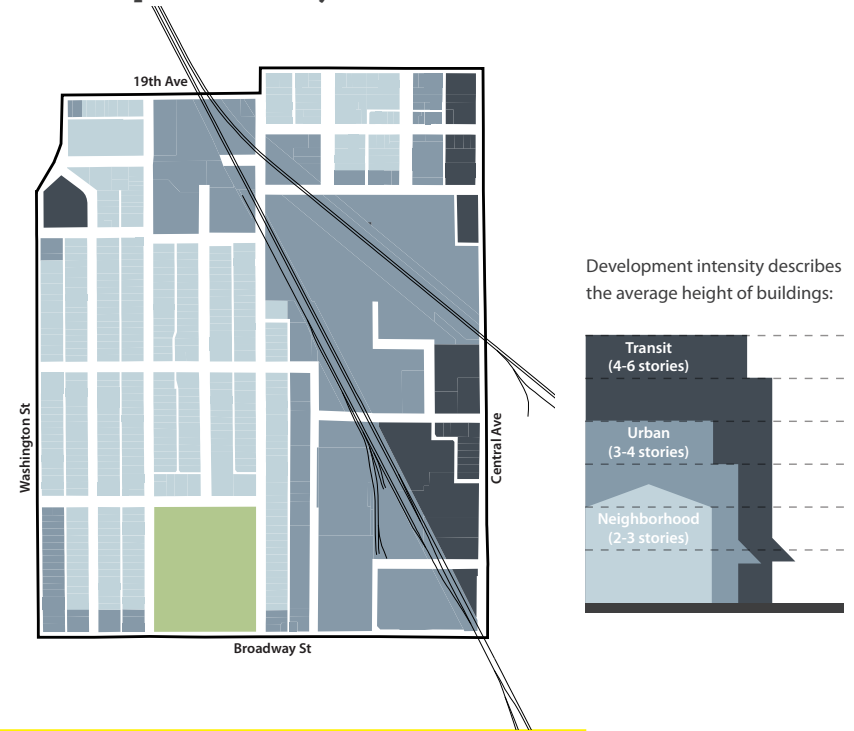 19th Ave
Development intensity describes
the average height of buildings:
Transit
(4-6 stories)
Urban
(3-4 stories)
Neighborhood
(2-3 stories)
Washington St
Central Ave
Broadway St